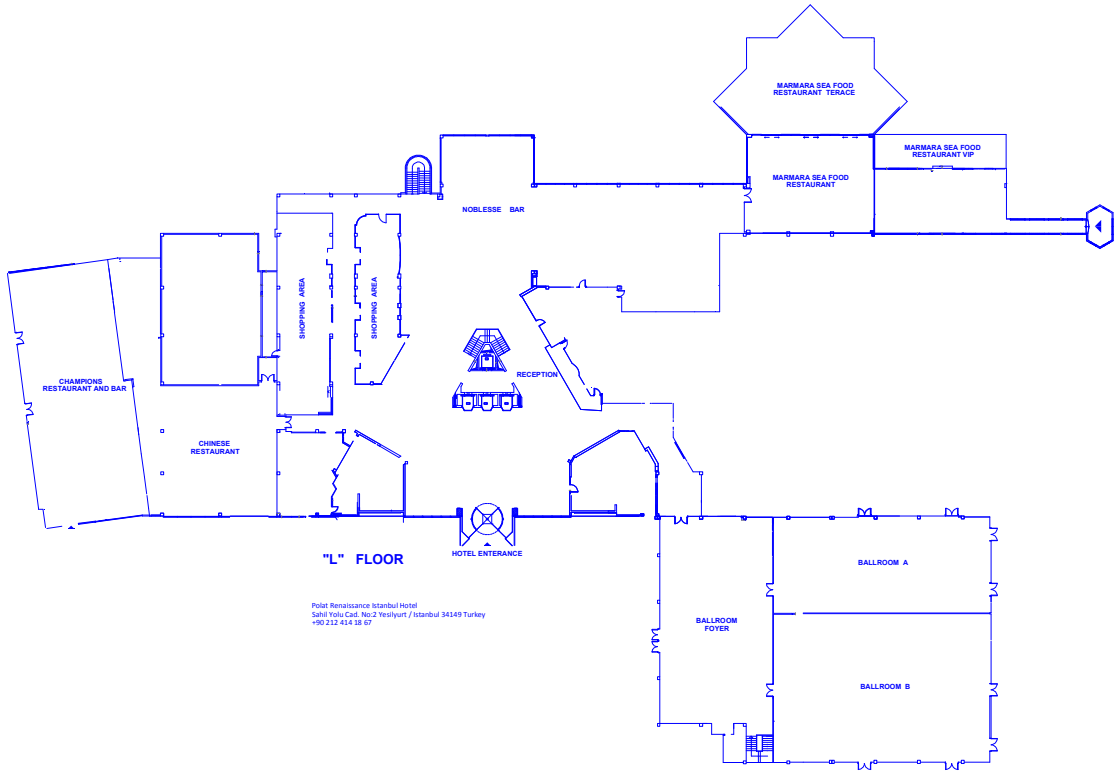 MARMARA SEA FOOD
RESTAURANT TERACE
MARMARA SEA FOOD
RESTAURANT VIP
MARMARA SEA FOOD
RESTAURANT
NOBLESSE BAR
SHOPPING AREA
SHOPPING AREA
RECEPTION
CHAMPIONS
RESTAURANT AND BAR
CHINESE
RESTAURANT
HOTEL ENTERANCE
"L" FLOOR
BALLROOM A
Polat Renaissance Istanbul Hotel
Sahil Yolu Cad. No:2 Yesilyurt / Istanbul 34149 Turkey
+90 212 414 18 67
BALLROOM
FOYER
BALLROOM B